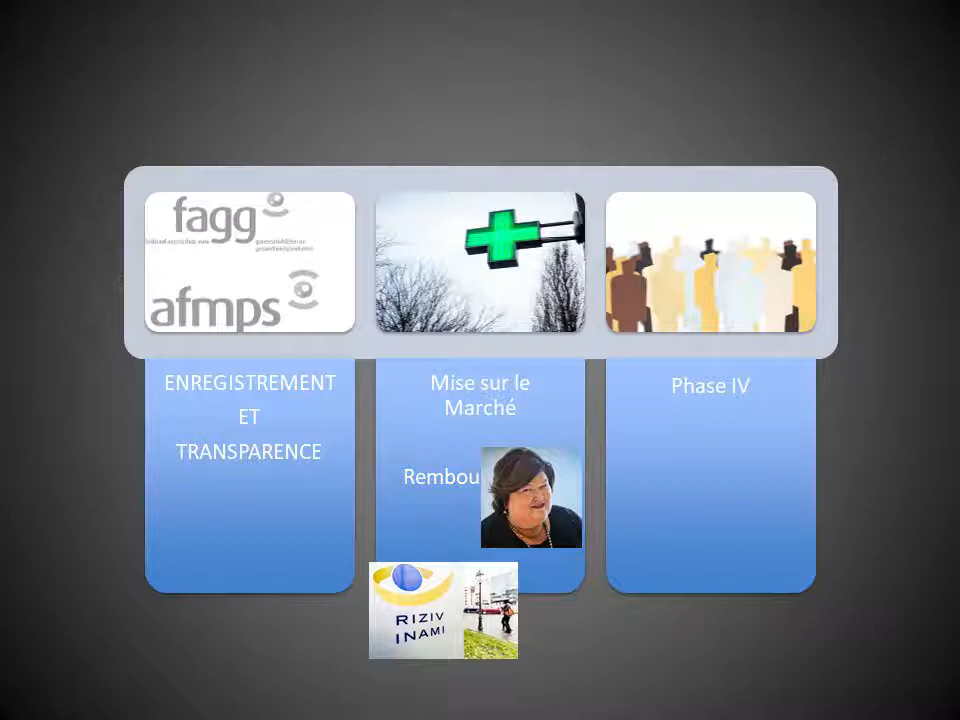 fagg
afmps
ENREGISTREMENT
ET
TRANSPARENCE
Mise sur le
Marché
Rembou
RIZIV
INAMI
Phase IV